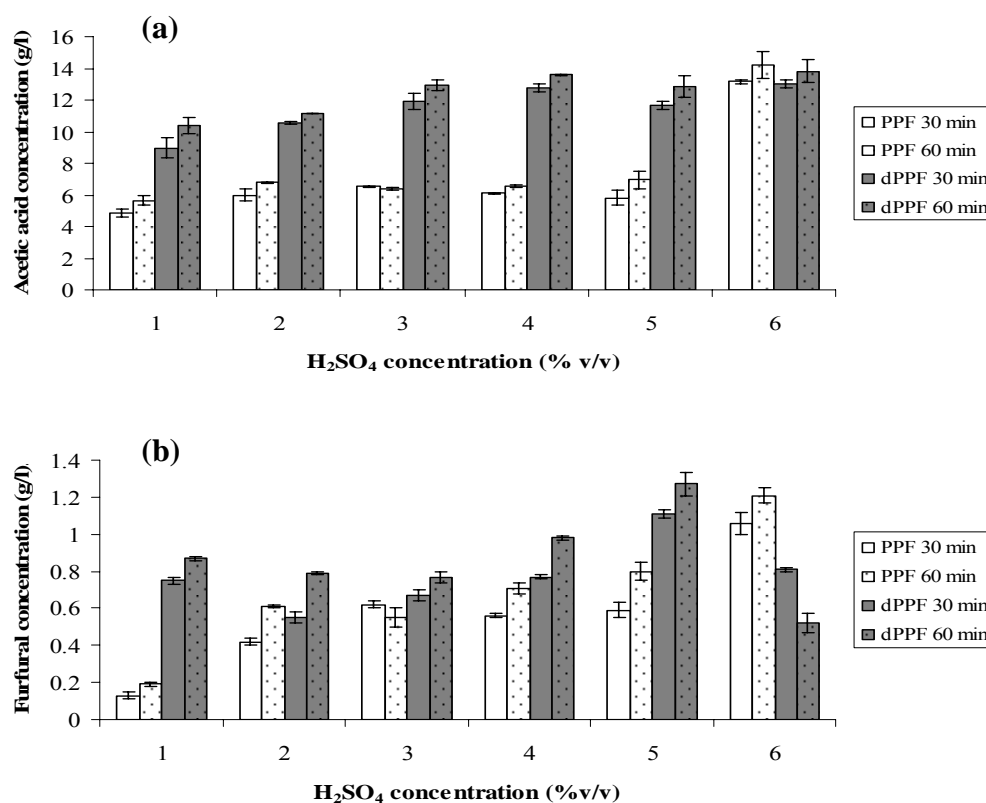 (a)
Acetic acid concentration (g/l)
16
14
12
10
8
6
4
2
0
1 2 3 4 5 6
H₂SO₄ concentration (% v/v)
PPF 30 min
PPF 60 min
dPPF 30 min
dPPF 60 min
(b)
Furfural concentration (g/l)
1.4
1.2
1
0.8
0.6
0.4
0.2
0
1 2 3 4 5 6
H₂SO₄ concentration (%v/v)
PPF 30 min
PPF 60 min
dPPF 30 min
dPPF 60 min